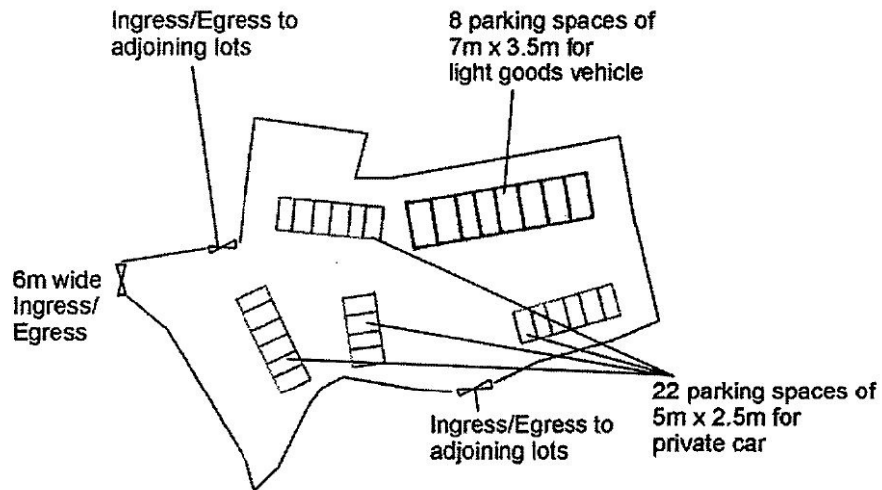 Ingress/Egress to
adjoining lots
8 parking spaces of
7m x 3.5m for
light goods vehicle
6m wide
Ingress/
Egress
Ingress/Egress to
adjoining lots
22 parking spaces of
5m x 2.5m for
private car